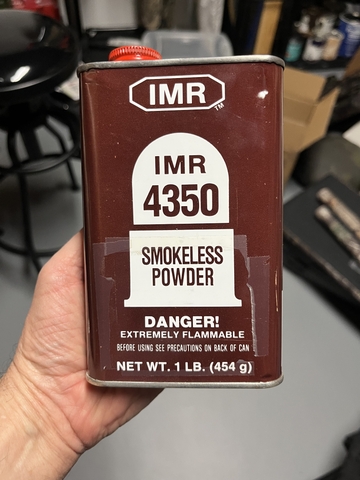 IMR
TM
IMR
4350
SMOKELESS
POWDER
DANGER!
EXTREMELY FLAMMABLE
BEFORE USING SEE PRECAUTIONS ON BACK OF CAN
NET WT. 1 LB. (454 g)